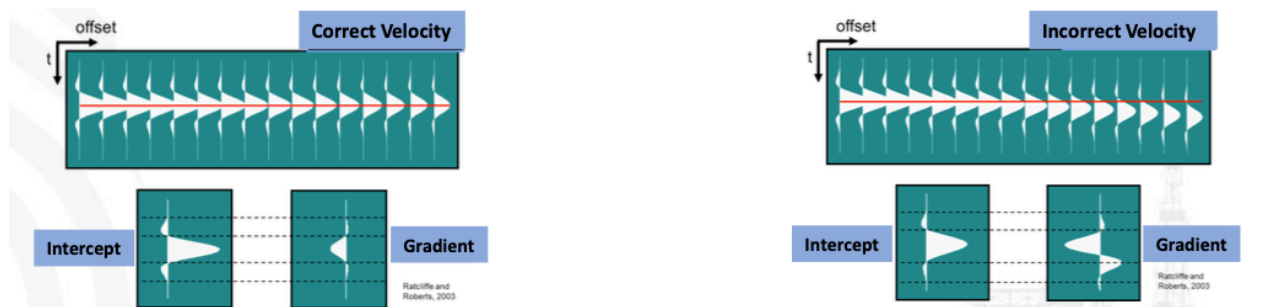 offset
Correct Velocity
t
Intercept
Gradient
Ratcliffe and
Roberts, 2003
offset
Incorrect Velocity
t
Intercept
Gradient
Ratcliffe and
Roberts, 2003